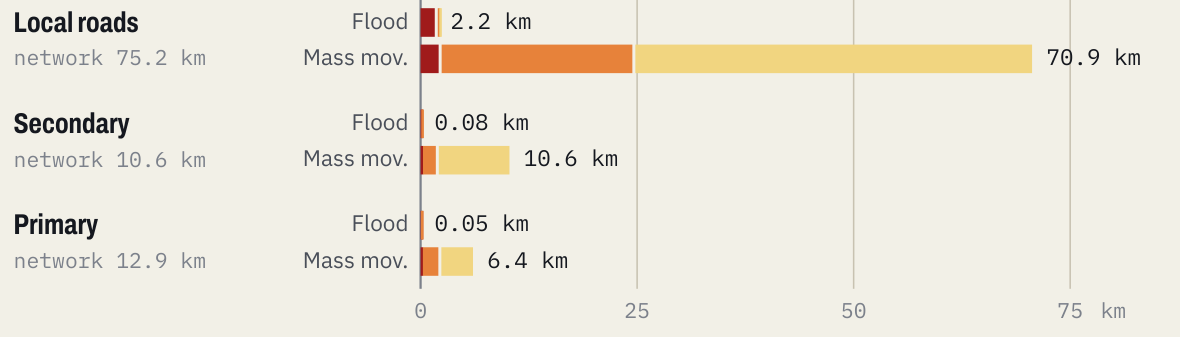 Local roads
Flood
2.2 km
network 75.2 km
Mass mov.
70.9 km
Secondary
Flood
0.08 km
network 10.6 km
Mass mov.
10.6 km
Primary
Flood
0.05 km
network 12.9 km
Mass mov.
6.4 km
0 25 50 75 km